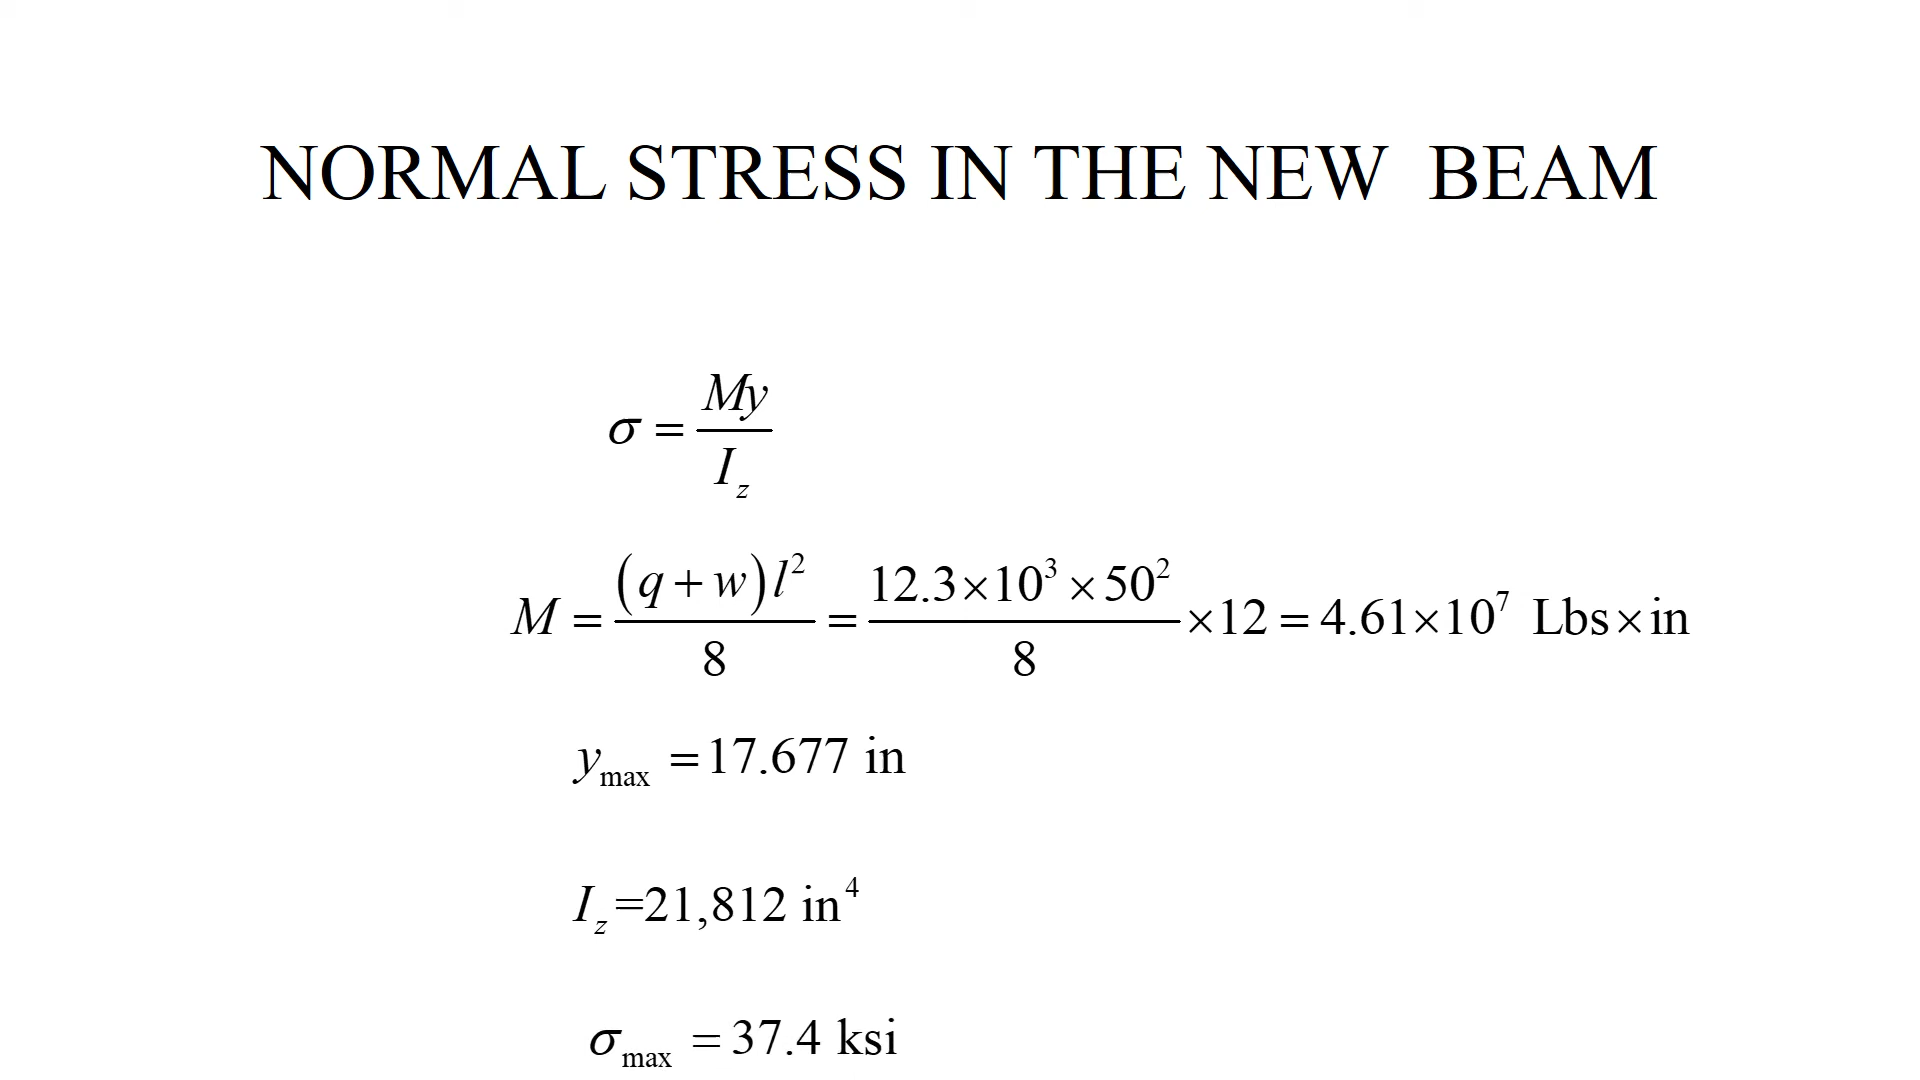 NORMAL STRESS IN THE NEW BEAM
σ = My / I_z
M = (q + w)l² / 8 = 12.3×10³ × 50² / 8 ×12 = 4.61×10⁷ Lbs×in
y_max = 17.677 in
I_z =21,812 in⁴
σ_max = 37.4 ksi